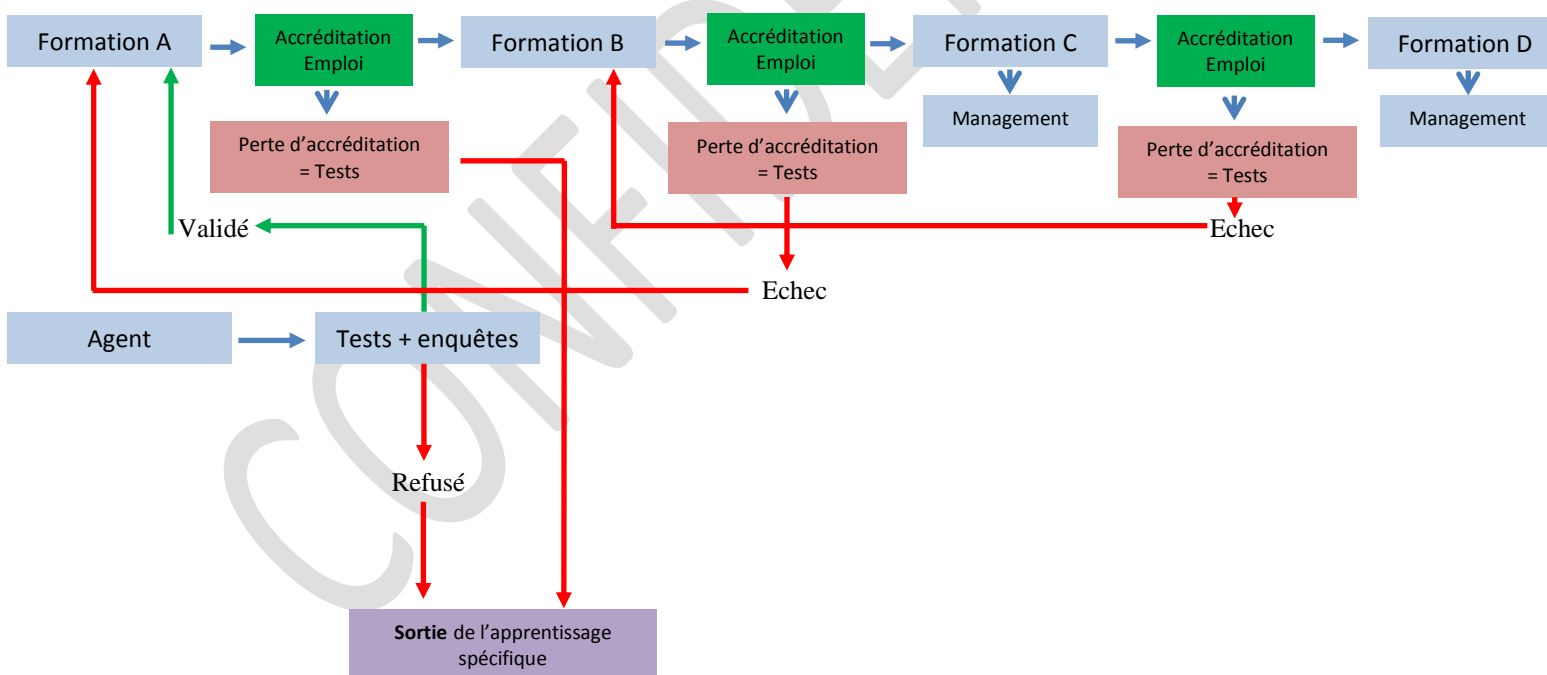 Formation A
Accréditation
Emploi
Formation B
Accréditation
Emploi
Formation C
Accréditation
Emploi
Formation D
Management
Management
Perte d'accréditation
= Tests
Perte d'accréditation
= Tests
Perte d'accréditation
= Tests
Validé
Echec
Echec
Agent
Tests + enquêtes
Refusé
Sortie de l'apprentissage
spécifique
CONFIDE